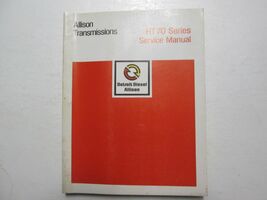 Allison
Transmissions
HT70 Series
Service Manual
Detroit Diesel
Allison